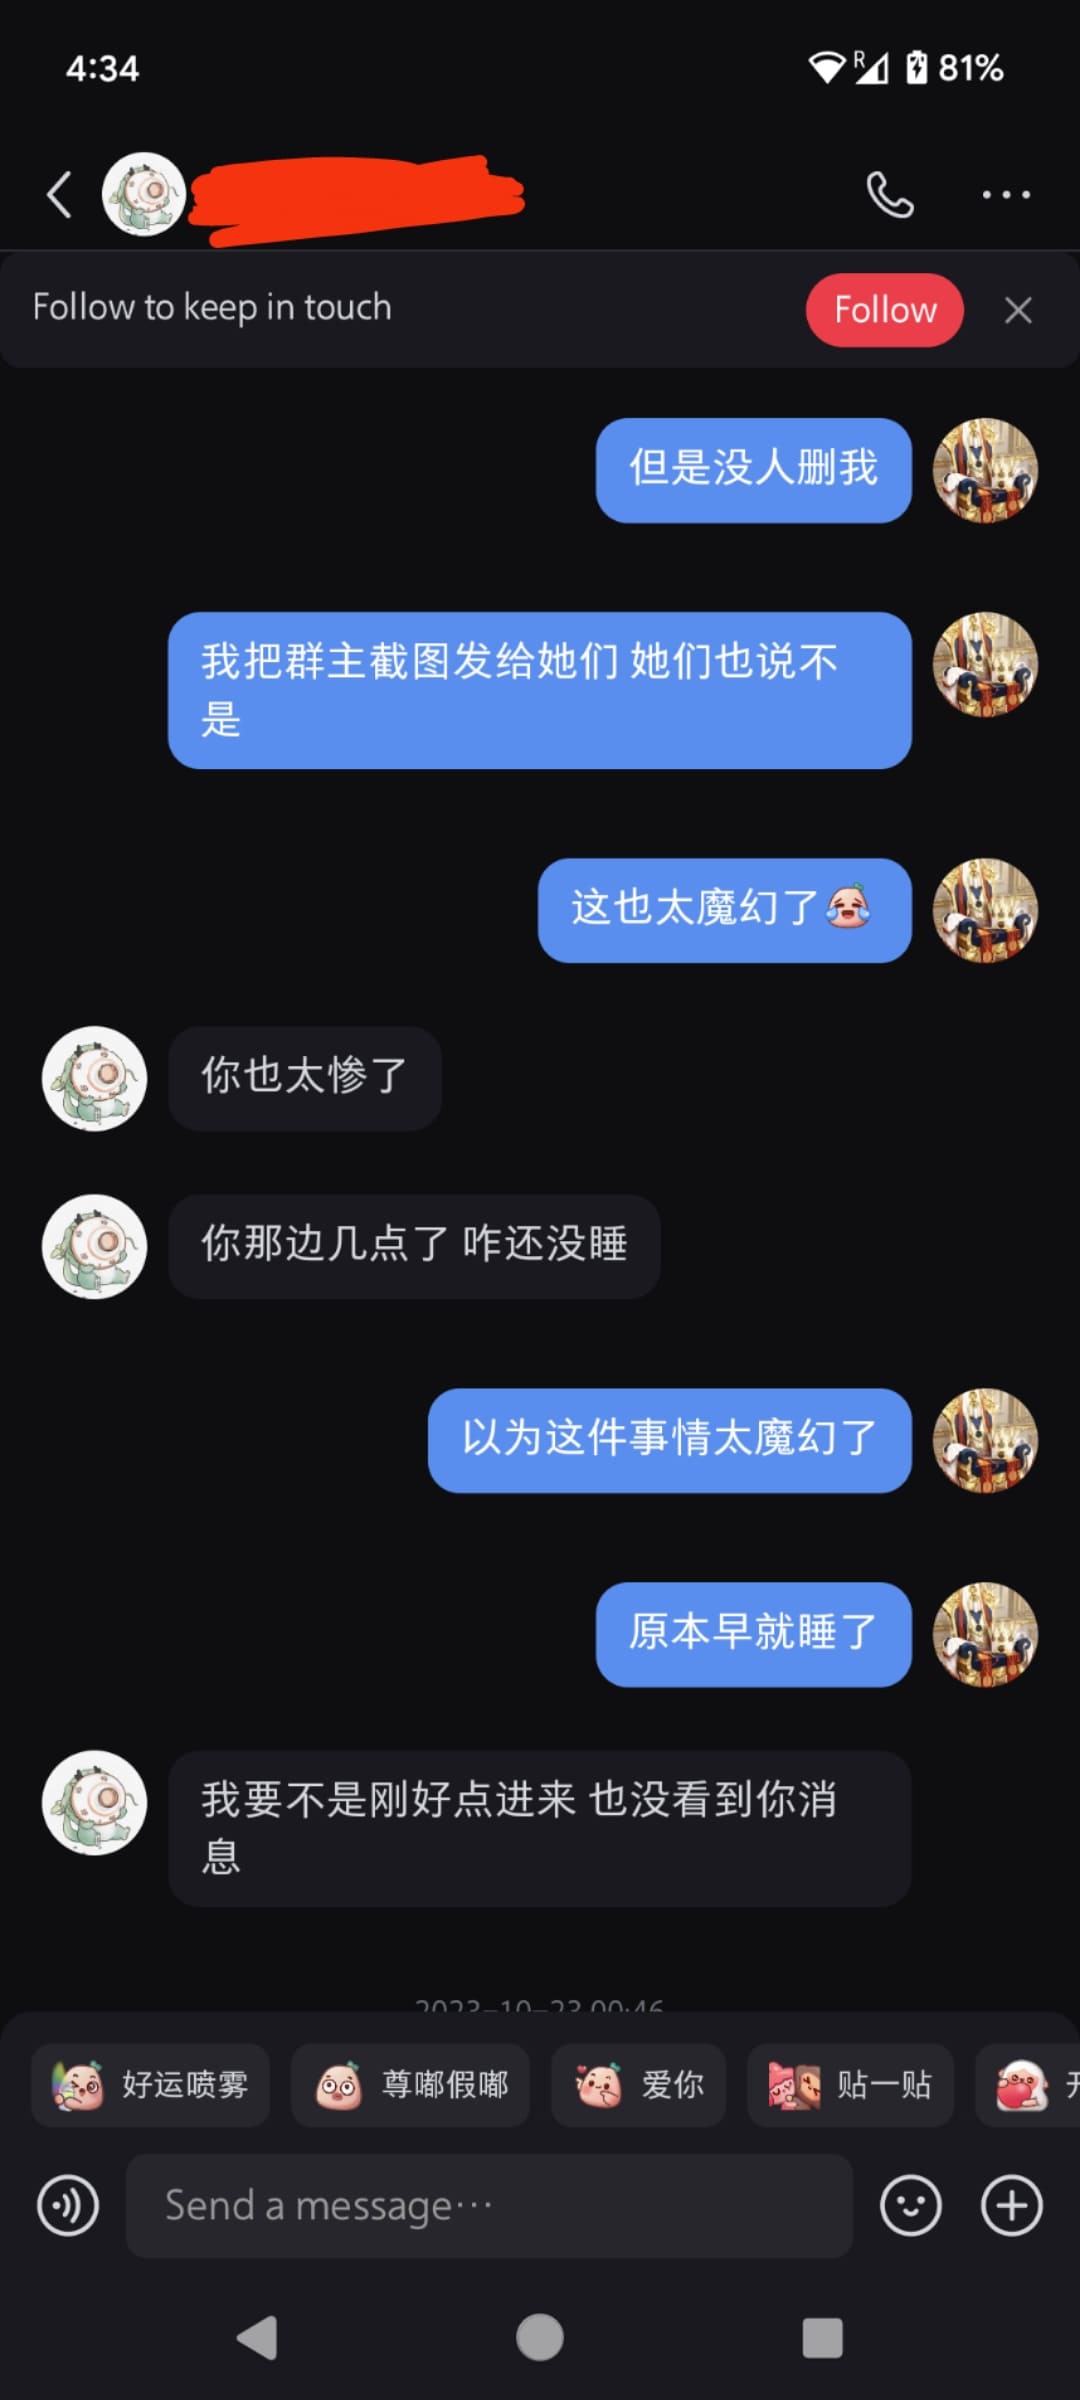 4:34
R 81%
Follow to keep in touch
Follow
但是没人删我
我把群主截图发给她们 她们也说不
是
这也太魔幻了
你也太惨了
你那边几点了 咋还没睡
以为这件事情太魔幻了
原本早就睡了
我要不是刚好点进来 也没看到你消
息
2023-10-23 00:46
好运喷雾
尊嘟假嘟
爱你
贴一贴
Send a message···